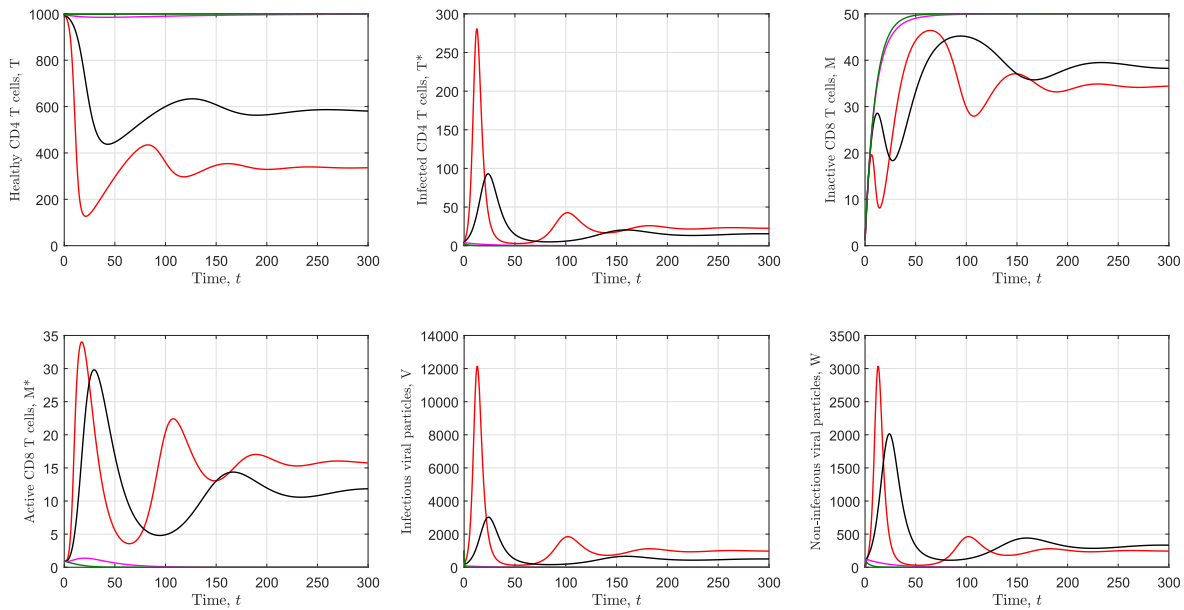 Healthy CD4 T cells, T
1000
800
600
400
200
0
0 50 100 150 200 250 300
Time, t
Infected CD4 T cells, T*
300
250
200
150
100
50
0
0 50 100 150 200 250 300
Time, t
Inactive CD8 T cells, M
50
40
30
20
10
0
0 50 100 150 200 250 300
Time, t
Active CD8 T cells, M*
35
30
25
20
15
10
5
0
0 50 100 150 200 250 300
Time, t
Infectious viral particles, V
14000
12000
10000
8000
6000
4000
2000
0
0 50 100 150 200 250 300
Time, t
Non-infectious viral particles, W
3500
3000
2500
2000
1500
1000
500
0
0 50 100 150 200 250 300
Time, t